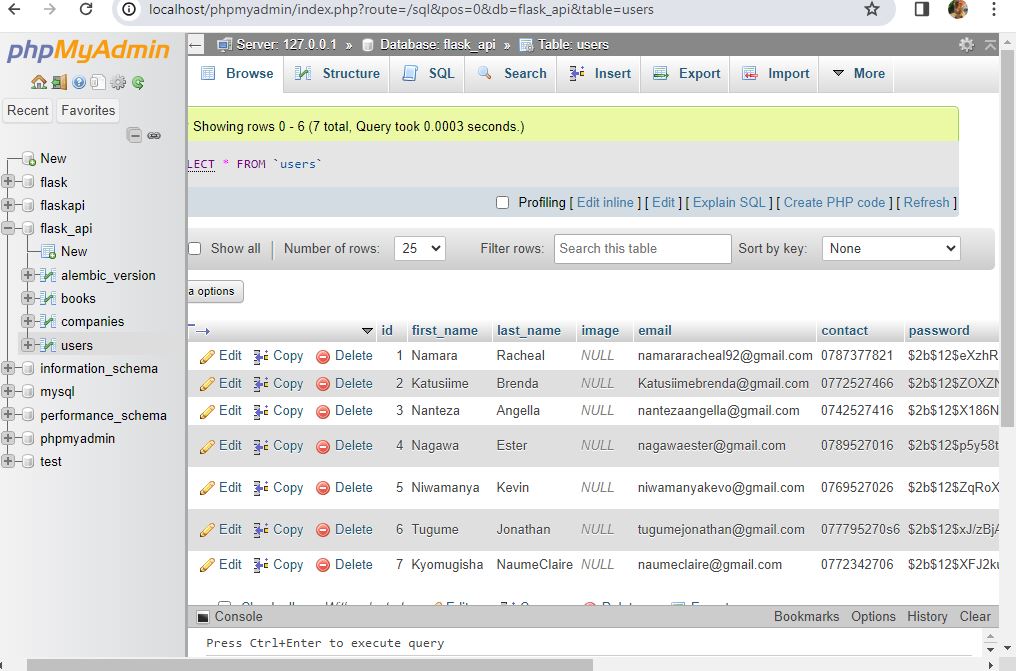 localhost/phpmyadmin/index.php?route=/sql&pos=0&db=flask_api&table=users
phpMyAdmin
Recent Favorites
New
flask
flaskapi
flask_api
New
alembic_version
books
companies
users
information_schema
mysql
performance_schema
phpmyadmin
test
Server: 127.0.0.1 » Database: flask_api » Table: users
Browse Structure SQL Search Insert Export Import More
Showing rows 0 - 6 (7 total, Query took 0.0003 seconds.)
LECT * FROM `users`
Profiling [ Edit inline ] [ Edit ] [ Explain SQL ] [ Create PHP code ] [ Refresh ]
Show all Number of rows: 25 Filter rows: Search this table Sort by key: None
a options
id first_name last_name image email contact password
Edit Copy Delete 1 Namara Racheal NULL namararacheal92@gmail.com 0787377821 $2b$12$eXzhR
Edit Copy Delete 2 Katusiime Brenda NULL Katusiimebrenda@gmail.com 0772527466 $2b$12$ZOXZN
Edit Copy Delete 3 Nanteza Angella NULL nantezaangella@gmail.com 0742527416 $2b$12$X186N
Edit Copy Delete 4 Nagawa Ester NULL nagawaester@gmail.com 0789527016 $2b$12$p5y58t
Edit Copy Delete 5 Niwamanya Kevin NULL niwamanyakevo@gmail.com 0769527026 $2b$12$ZqRoX
Edit Copy Delete 6 Tugume Jonathan NULL tugumejonathan@gmail.com 077795270s6 $2b$12$xJ/zBjA
Edit Copy Delete 7 Kyomugisha NaumeClaire NULL naumeclaire@gmail.com 0772342706 $2b$12$XFJ2ku
Console Bookmarks Options History Clear
Press Ctrl+Enter to execute query